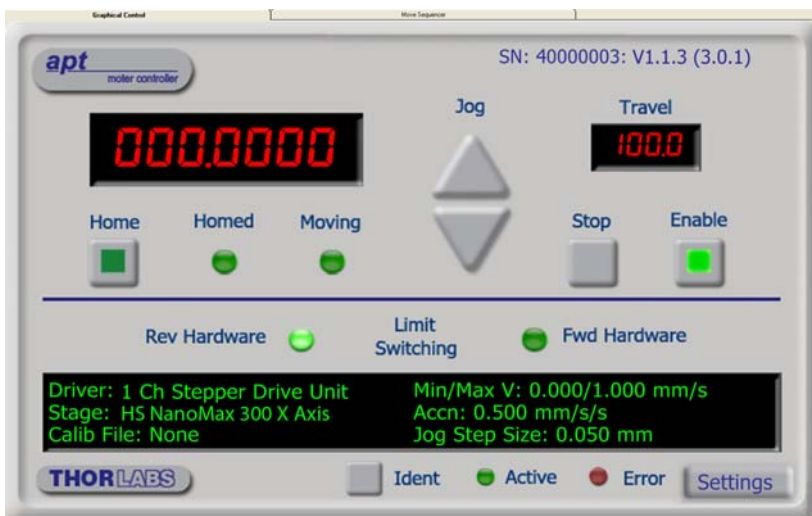 Graphical Control Move Sequencer
apt
moter controller
SN: 40000003: V1.1.3 (3.0.1)
000.0000
Jog
Travel
100.0
Home Homed Moving
Stop Enable
Rev Hardware
Limit
Switching
Fwd Hardware
Driver: 1 Ch Stepper Drive Unit
Stage: HS NanoMax 300 X Axis
Calib File: None
Min/Max V: 0.000/1.000 mm/s
Accn: 0.500 mm/s/s
Jog Step Size: 0.050 mm
THORLABS
Ident Active Error Settings